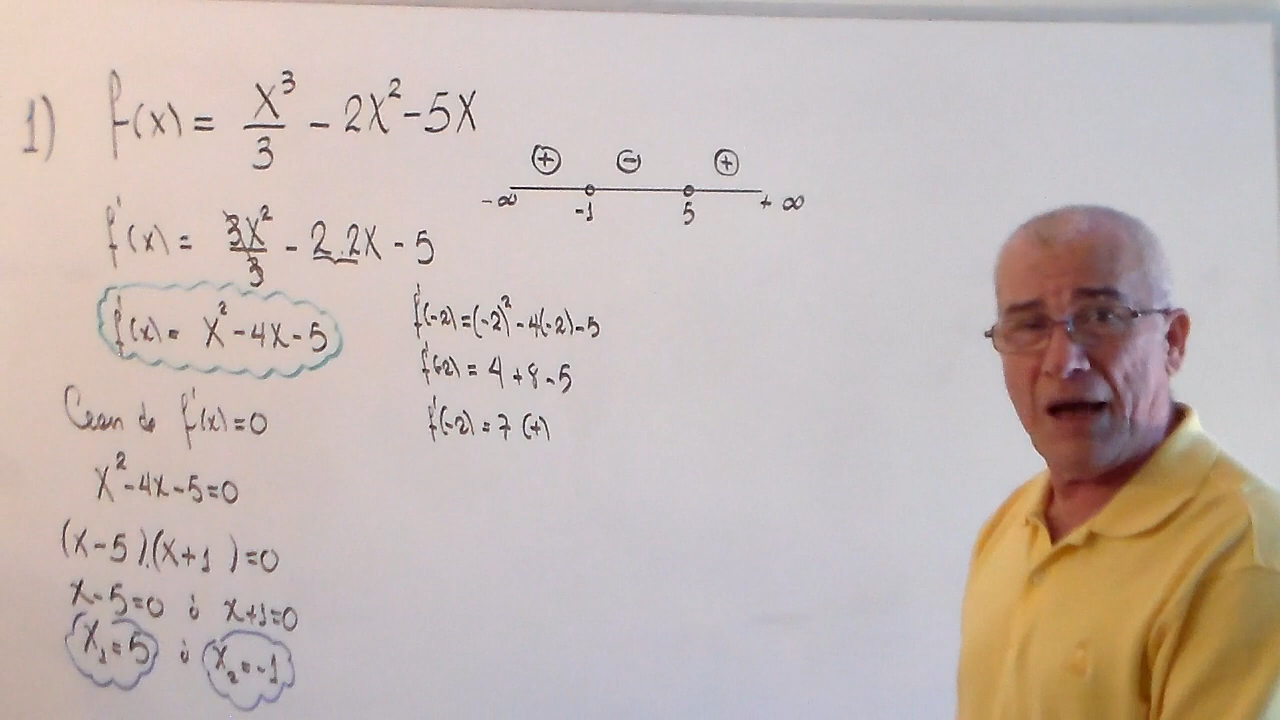 1) f(x) = x³/3 - 2x² - 5x
⊕ ⊖ ⊕
-∞ -1 5 +∞
f'(x) = 3x²/3 - 2.2x - 5
f'(x) = x² - 4x - 5
f'(x) = 0
x² - 4x - 5 = 0
(x - 5).(x + 1) = 0
x - 5 = 0 ó x + 1 = 0
x₁ = 5 ó x₂ = -1
f'(-2) = (-2)² - 4(-2) - 5
f'(-2) = 4 + 8 - 5
f'(-2) = 7 (+)